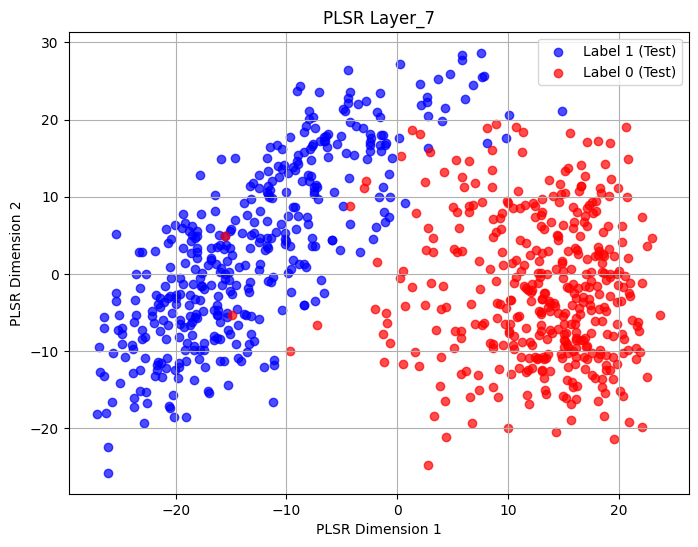 PLSR Layer_7
Label 1 (Test)
Label 0 (Test)
PLSR Dimension 2
30
20
10
0
−10
−20
−20
−10
0
10
20
PLSR Dimension 1